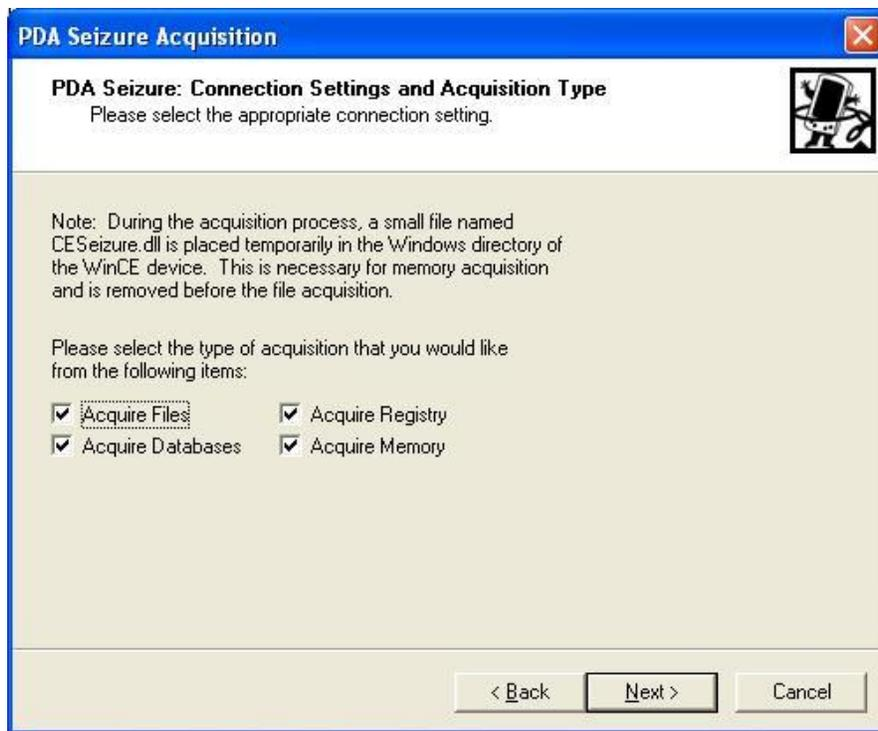 PDA Seizure Acquisition
PDA Seizure: Connection Settings and Acquisition Type
Please select the appropriate connection setting.
Note: During the acquisition process, a small file named
CESeizure.dll is placed temporarily in the Windows directory of
the WinCE device. This is necessary for memory acquisition
and is removed before the file acquisition.
Please select the type of acquisition that you would like
from the following items:
Acquire Files
Acquire Registry
Acquire Databases
Acquire Memory
< Back
Next >
Cancel